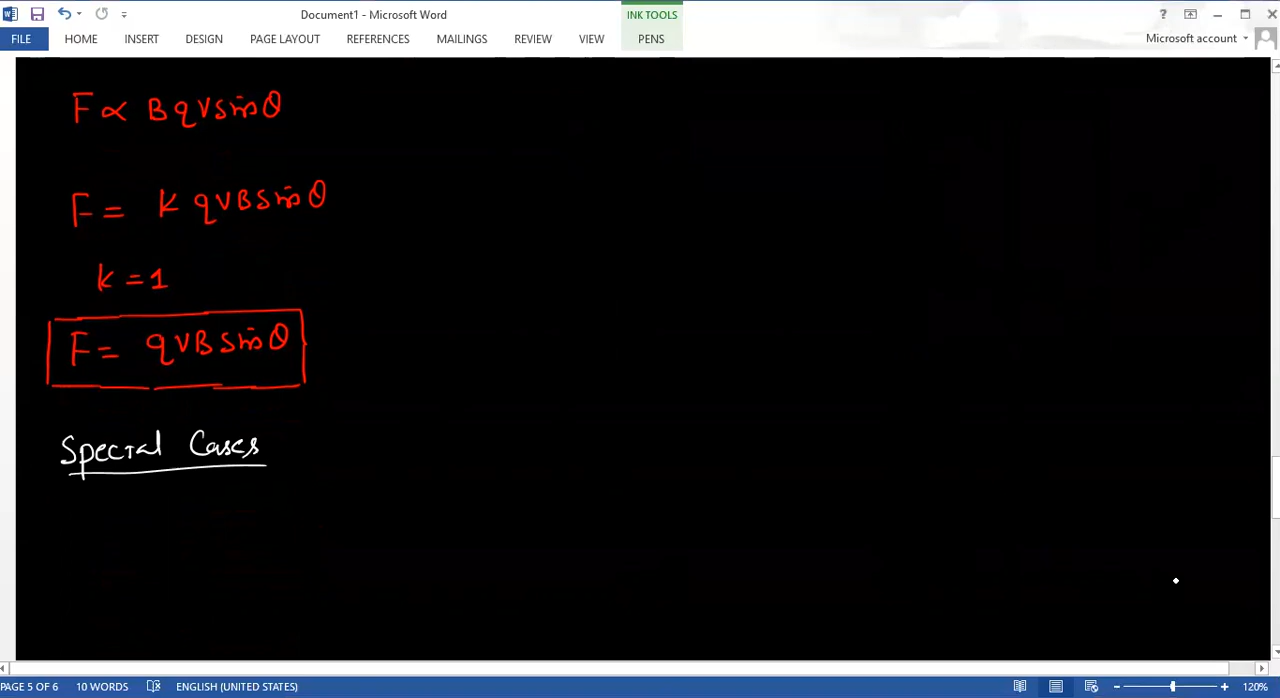 Document1 - Microsoft Word
INK TOOLS
?
FILE HOME INSERT DESIGN PAGE LAYOUT REFERENCES MAILINGS REVIEW VIEW PENS
Microsoft account
F ∝ BqVsinθ
F = K qVBSinθ
K = 1
F = qVBSinθ
Special Cases
PAGE 5 OF 6 10 WORDS ENGLISH (UNITED STATES) 120%